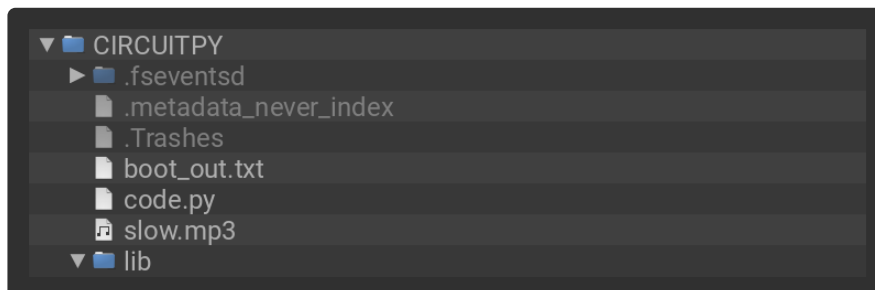 CIRCUITPY
.fseventsd
.metadata_never_index
.Trashes
boot_out.txt
code.py
slow.mp3
lib